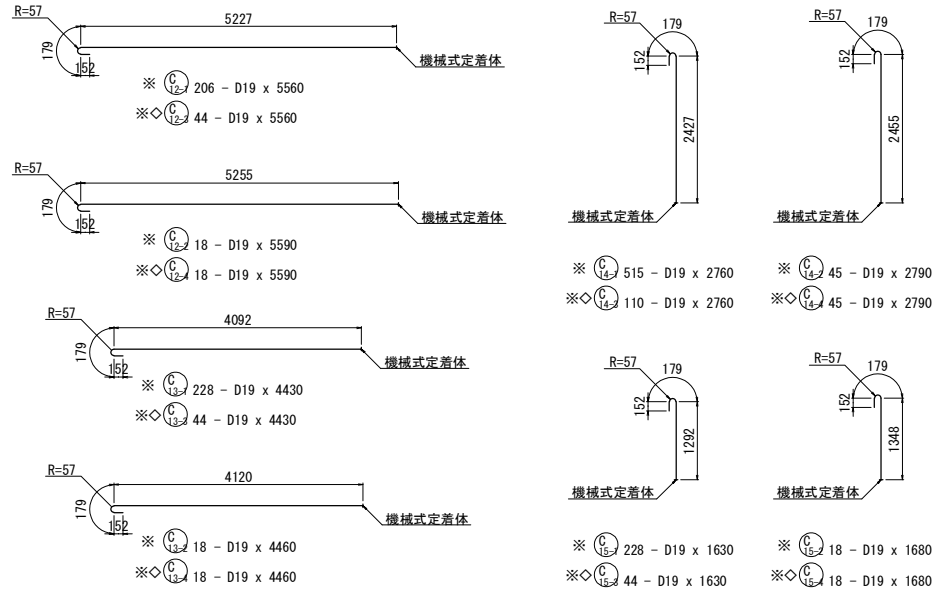 R=57
5227
179
152
機械式定着体
※ C 12-1 206 - D19 x 5560
※◇ C 12-3 44 - D19 x 5560
R=57
5255
179
152
機械式定着体
※ C 12-2 18 - D19 x 5590
※◇ C 12-4 18 - D19 x 5590
R=57
4092
179
152
機械式定着体
※ C 13-1 228 - D19 x 4430
※◇ C 13-3 44 - D19 x 4430
R=57
4120
179
152
機械式定着体
※ C 13-2 18 - D19 x 4460
※◇ C 13-4 18 - D19 x 4460
R=57
179
152
2427
機械式定着体
※ C 14-1 515 - D19 x 2760
※◇ C 14-3 110 - D19 x 2760
R=57
179
152
2455
機械式定着体
※ C 14-2 45 - D19 x 2790
※◇ C 14-4 45 - D19 x 2790
R=57
179
152
1292
機械式定着体
※ C 15-1 228 - D19 x 1630
※◇ C 15-3 44 - D19 x 1630
R=57
179
152
1348
機械式定着体
※ C 15-2 18 - D19 x 1680
※◇ C 15-4 18 - D19 x 1680